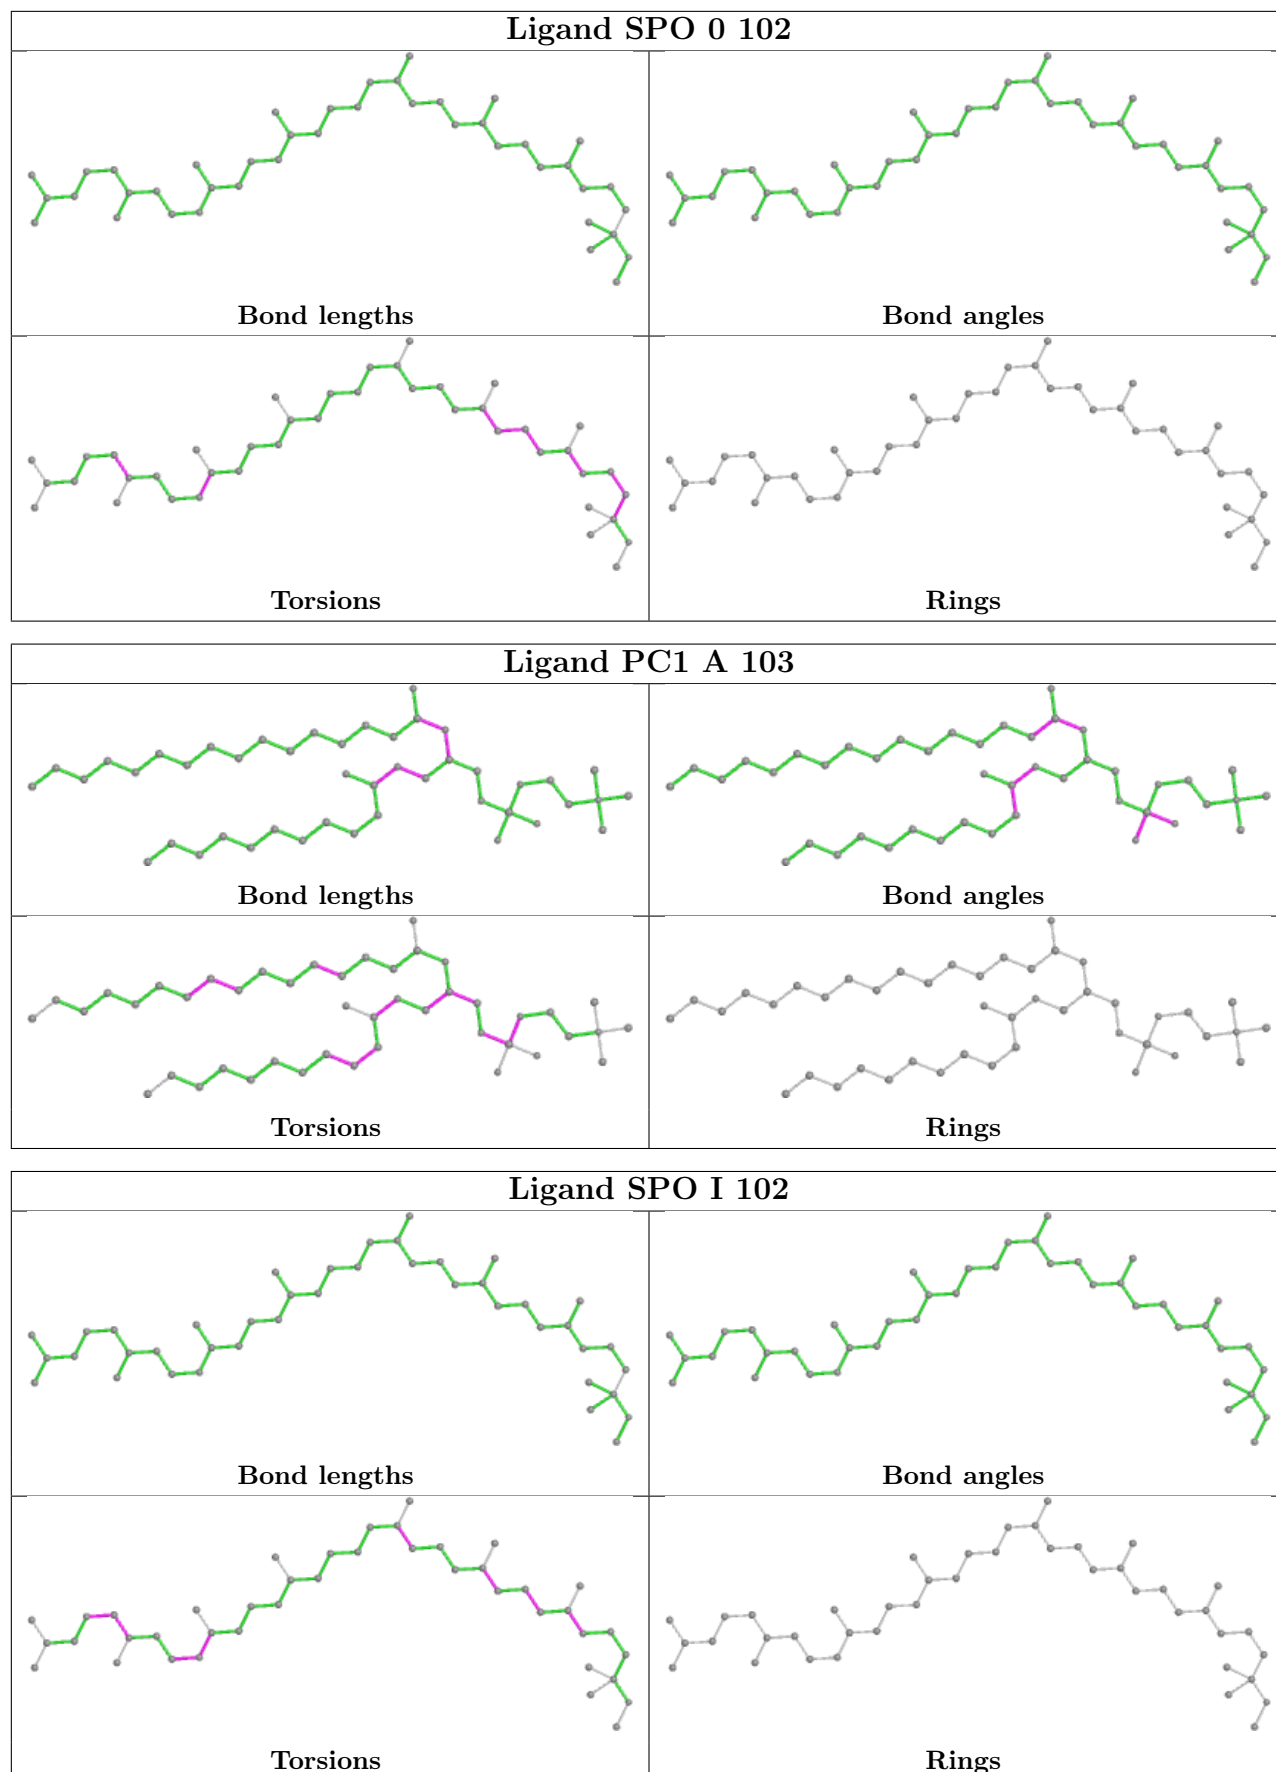 Ligand SPO 0 102
Bond lengths
Bond angles
Torsions
Rings
Ligand PC1 A 103
Bond lengths
Bond angles
Torsions
Rings
Ligand SPO I 102
Bond lengths
Bond angles
Torsions
Rings